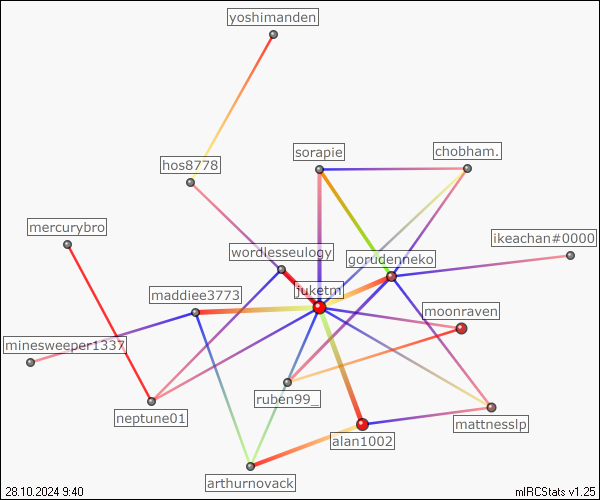 yoshimanden
sorapie
chobham.
hos8778
mercurybro
ikeachan#0000
wordlesseulogy
gorudenneko
juketm
maddiee3773
moonraven
minesweeper1337
ruben99_
neptune01
mattnesslp
alan1002
arthurnovack
28.10.2024 9:40
mIRCStats v1.25